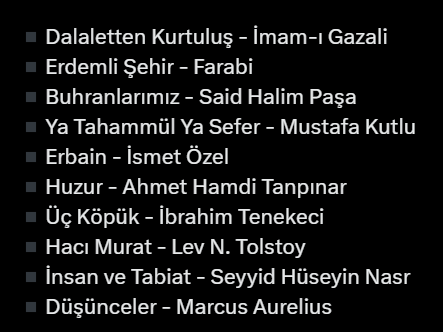 Dalaletten Kurtuluş - İmam-ı Gazali
Erdemli Şehir - Farabi
Buhranlarımız - Said Halim Paşa
Ya Tahammül Ya Sefer - Mustafa Kutlu
Erbain - İsmet Özel
Huzur - Ahmet Hamdi Tanpınar
Üç Köpük - İbrahim Tenekeci
Hacı Murat - Lev N. Tolstoy
İnsan ve Tabiat - Seyyid Hüseyin Nasr
Düşünceler - Marcus Aurelius